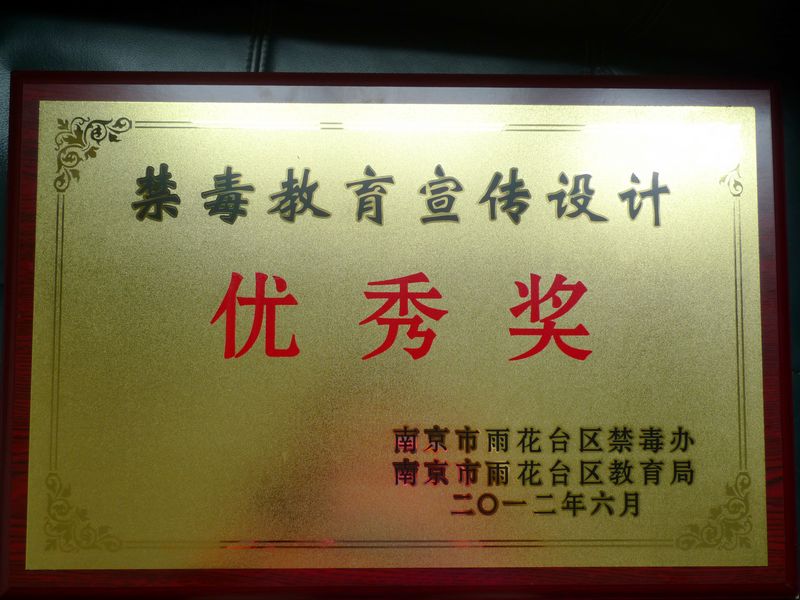 禁毒教育宣传设计
优秀奖
南京市雨花台区禁毒办
南京市雨花台区教育局
二〇一二年六月